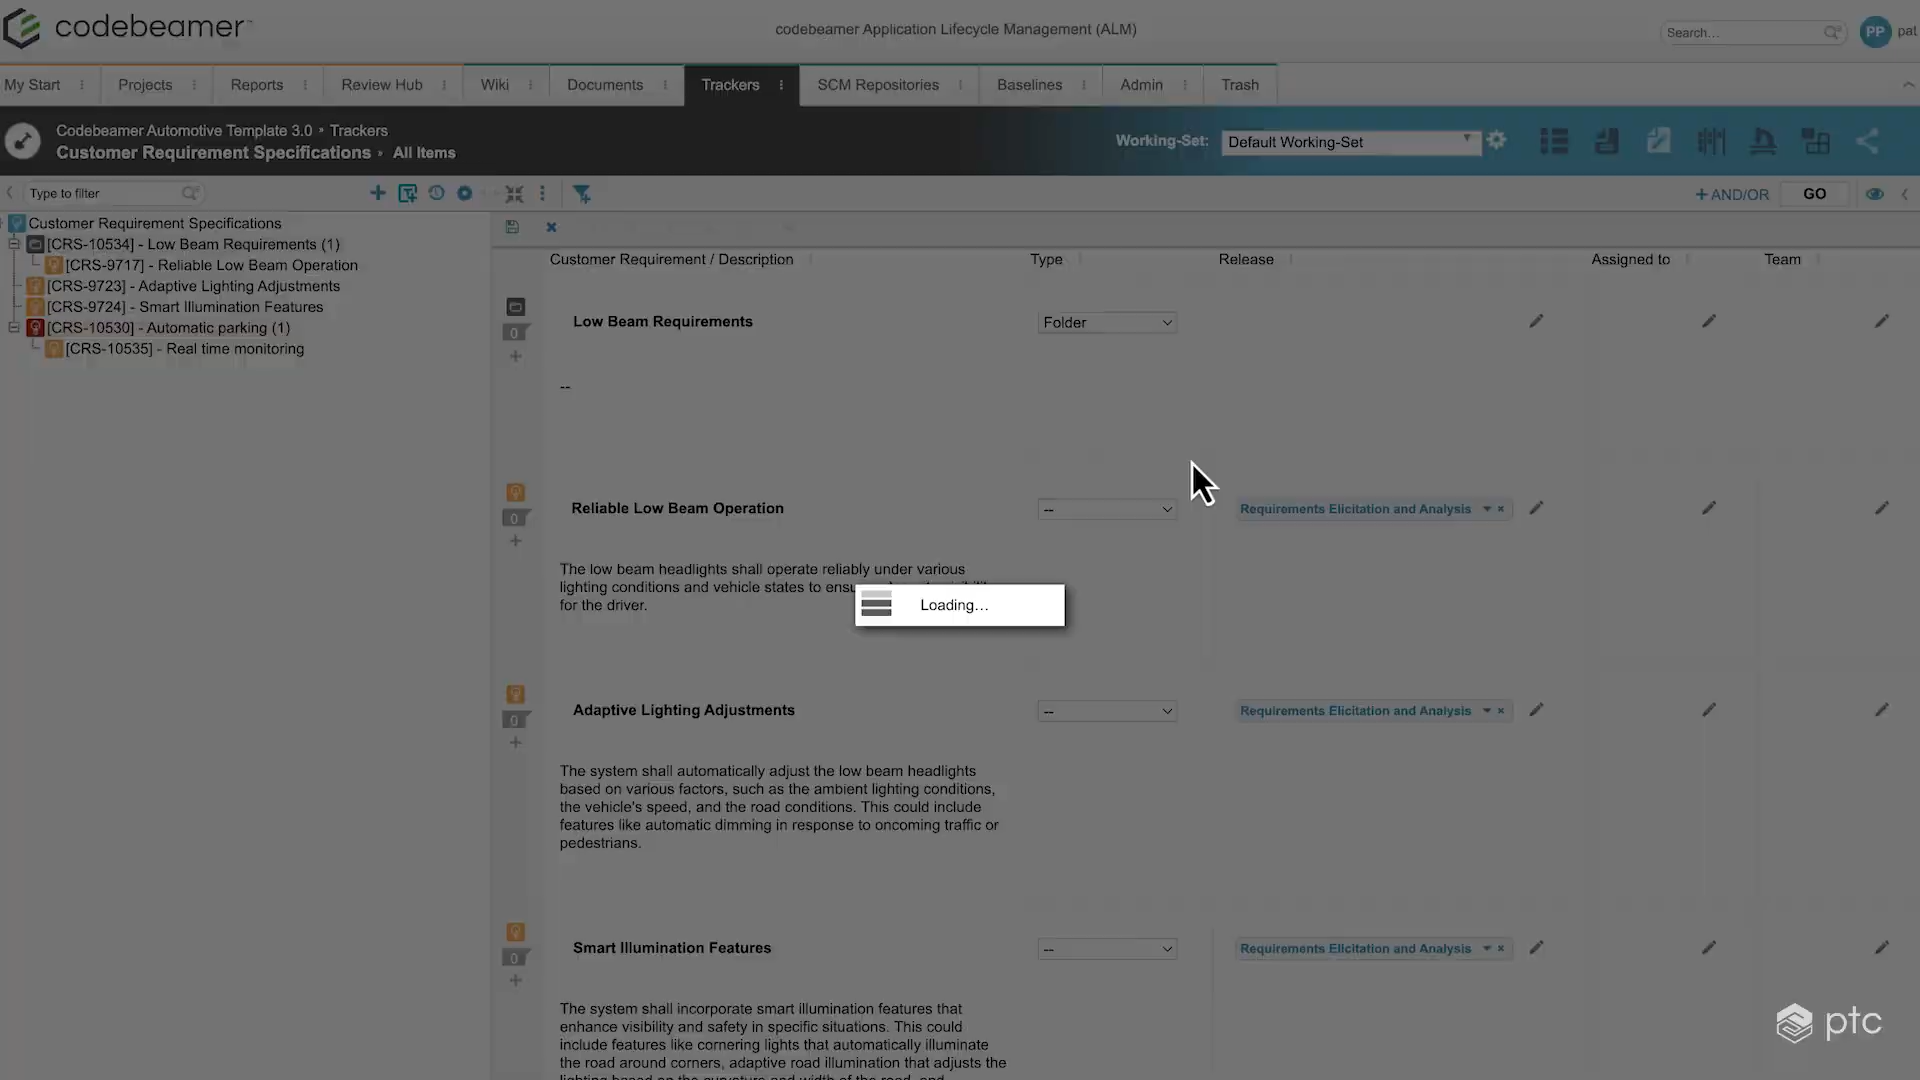 codebeamer
codebeamer Application Lifecycle Management (ALM)
Search...
PP
pat
My Start
Projects
Reports
Review Hub
Wiki
Documents
Trackers
SCM Repositories
Baselines
Admin
Trash
Codebeamer Automotive Template 3.0 • Trackers
Customer Requirement Specifications › All Items
Working-Set:
Default Working-Set
Type to filter
+ AND/OR
GO
Customer Requirement Specifications
[CRS-10534] - Low Beam Requirements (1)
[CRS-9717] - Reliable Low Beam Operation
[CRS-9723] - Adaptive Lighting Adjustments
[CRS-9724] - Smart Illumination Features
[CRS-10530] - Automatic parking (1)
[CRS-10535] - Real time monitoring
Customer Requirement / Description
Type
Release
Assigned to
Team
0
Low Beam Requirements
Folder
--
0
Reliable Low Beam Operation
--
Requirements Elicitation and Analysis
The low beam headlights shall operate reliably under various
lighting conditions and vehicle states to
for the driver.
Loading...
0
Adaptive Lighting Adjustments
--
Requirements Elicitation and Analysis
The system shall automatically adjust the low beam headlights
based on various factors, such as the ambient lighting conditions,
the vehicle's speed, and the road conditions. This could include
features like automatic dimming in response to oncoming traffic or
pedestrians.
0
Smart Illumination Features
--
Requirements Elicitation and Analysis
The system shall incorporate smart illumination features that
enhance visibility and safety in specific situations. This could
include features like cornering lights that automatically illuminate
the road around corners, adaptive road illumination that adjusts the
ptc